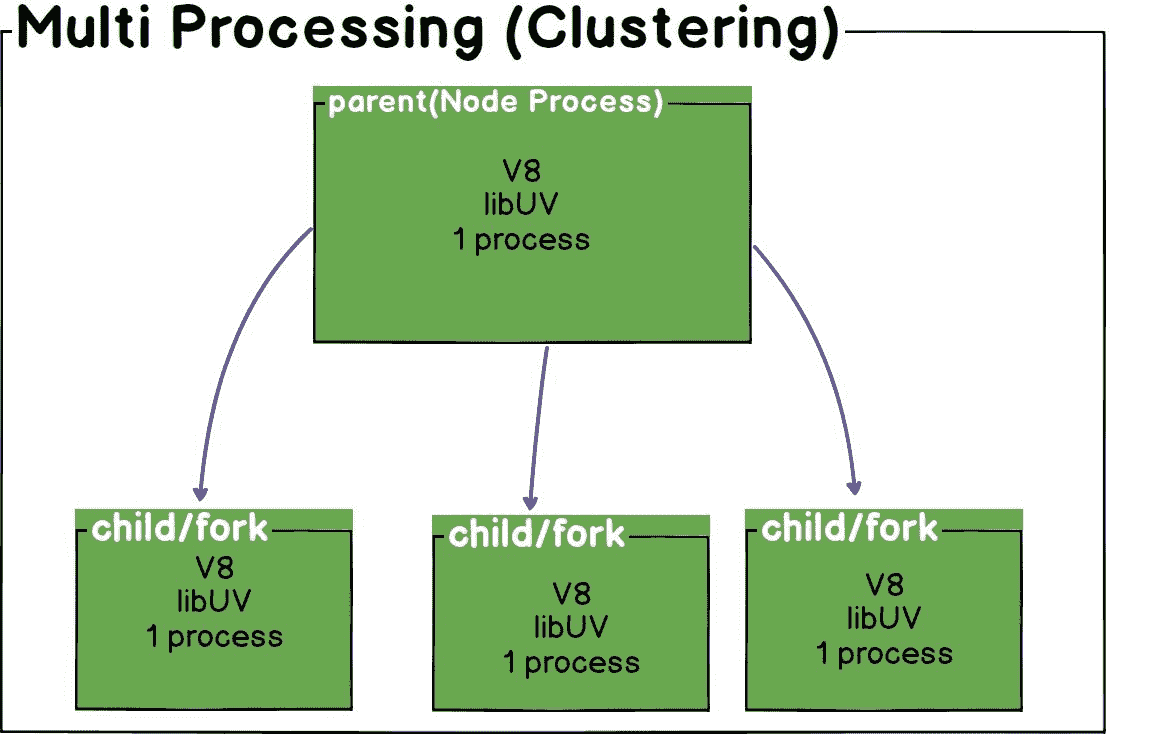 Multi Processing (Clustering)
parent(Node Process)
V8
libUV
1 process
child/fork
V8
libUV
1 process
child/fork
V8
libUV
1 process
child/fork
V8
libUV
1 process